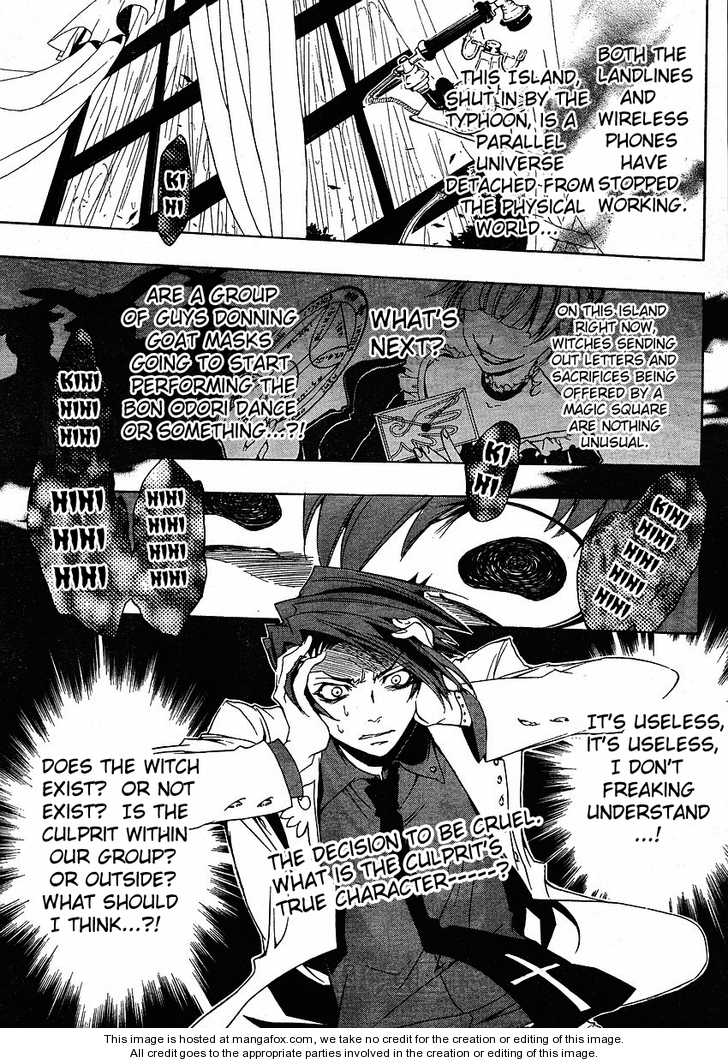 BOTH THE
LANDLINES
AND
WIRELESS
PHONES
HAVE
STOPPED
WORKING.
THIS ISLAND,
SHUT IN BY THE
TYPHOON, IS A
PARALLEL
UNIVERSE
DETACHED FROM
THE PHYSICAL
WORLD...
KI
HI
ON THIS ISLAND
RIGHT NOW,
WITCHES SENDING
OUT LETTERS AND
SACRIFICES BEING
OFFERED BY A
MAGIC SQUARE
ARE NOTHING
UNUSUAL.
WHAT'S
NEXT?
ARE A GROUP
OF GUYS DONNING
GOAT MASKS
GOING TO START
PERFORMING THE
BON ODORI DANCE
OR SOMETHING...?!
KIHI
HIHI
HIHI
KI
HI
KIHI
HIHI
HIHI
HIHI
HIHI
HIHI
HIHI
HIHI
HIHI
HIHI
HIHI
HIHI
IT'S USELESS,
IT'S USELESS,
I DON'T
FREAKING
UNDERSTAND
...!
THE DECISION TO BE CRUEL.
WHAT IS THE CULPRIT'S
TRUE CHARACTER------?
DOES THE WITCH
EXIST? OR NOT
EXIST? IS THE
CULPRIT WITHIN
OUR GROUP?
OR OUTSIDE?
WHAT SHOULD
I THINK...?!
This image is hosted at mangafox.com, we take no credit for the creation or editing of this image.
All credit goes to the appropriate parties involved in the creation or editing of this image.